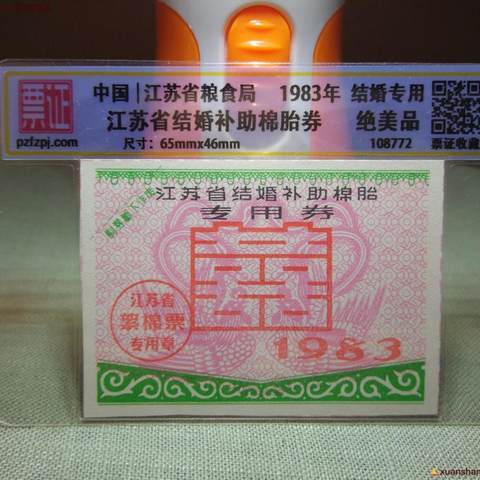 票证
pzfzpj.com
中国|江苏省粮食局 1983年 结婚专用
江苏省结婚补助棉胎券 绝美品
尺寸: 65mmx46mm
108772
票证收藏
江苏省结婚补助棉胎
专用券
江苏省
絮棉票
专用章
1983
xuanshan